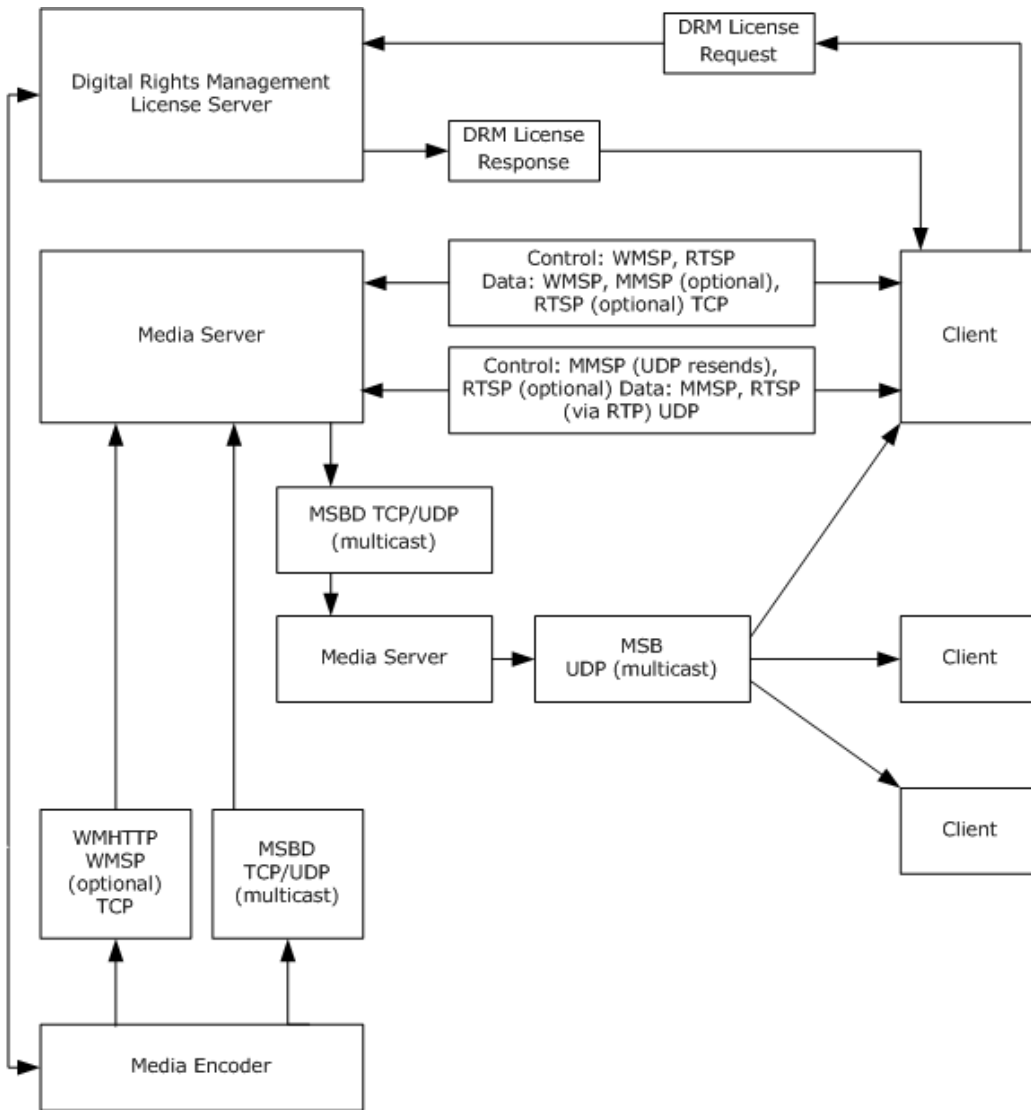 DRM License
Request
Digital Rights Management
License Server
DRM License
Response
Control: WMSP, RTSP
Data: WMSP, MMSP (optional),
RTSP (optional) TCP
Media Server
Client
Control: MMSP (UDP resends),
RTSP (optional) Data: MMSP, RTSP
(via RTP) UDP
MSBD TCP/UDP
(multicast)
Media Server
MSB
UDP (multicast)
Client
Client
WMHTTP
WMSP
(optional)
TCP
MSBD
TCP/UDP
(multicast)
Media Encoder